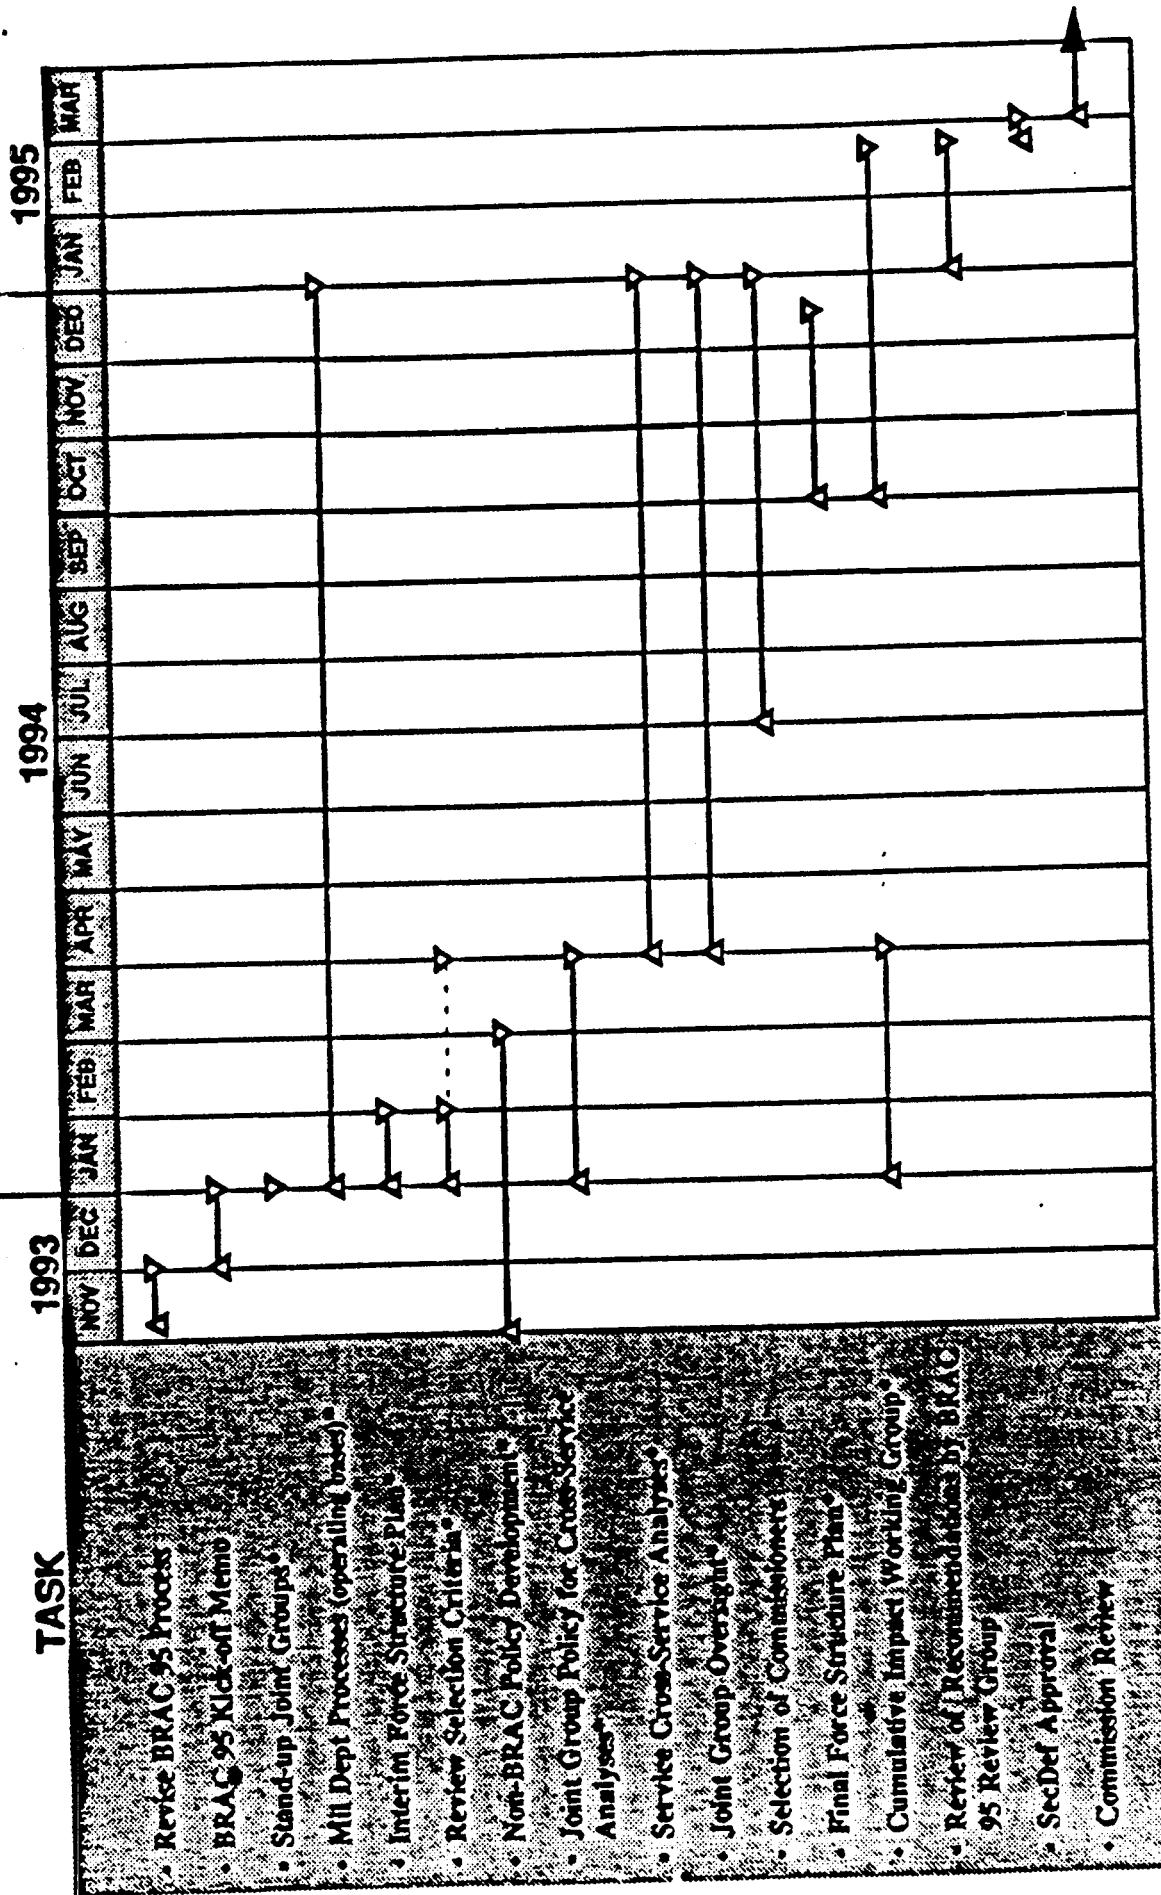 TASK
1993
1994
1995
NOV DEC JAN FEB MAR APR MAY JUN JUL AUG SEP OCT NOV DEC JAN FEB MAR
• Revise BRAC 95 Process
• BRAC 95 Kick-off Memo
• Stand-up Joint Groups*
• Mil Dept Processes (operating bases)*
• Interim Force Structure Plan*
• Review Selection Criteria*
• Non-BRAC Policy Development*
• Joint Group Policy for Cross-Service
Analyses*
• Service Cross-Service Analyses*
• Joint Group Oversight*
• Selection of Commissioners
• Final Force Structure Plan*
• Cumulative Impact Working Group*
• Review of Recommendations by BRAC
95 Review Group
• SecDef Approval
• Commission Review